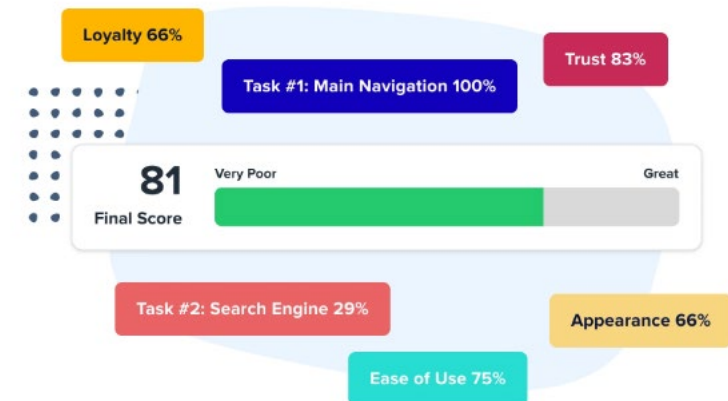 Loyalty 66%
Trust 83%
Task #1: Main Navigation 100%
81
Final Score
Very Poor
Great
Task #2: Search Engine 29%
Appearance 66%
Ease of Use 75%